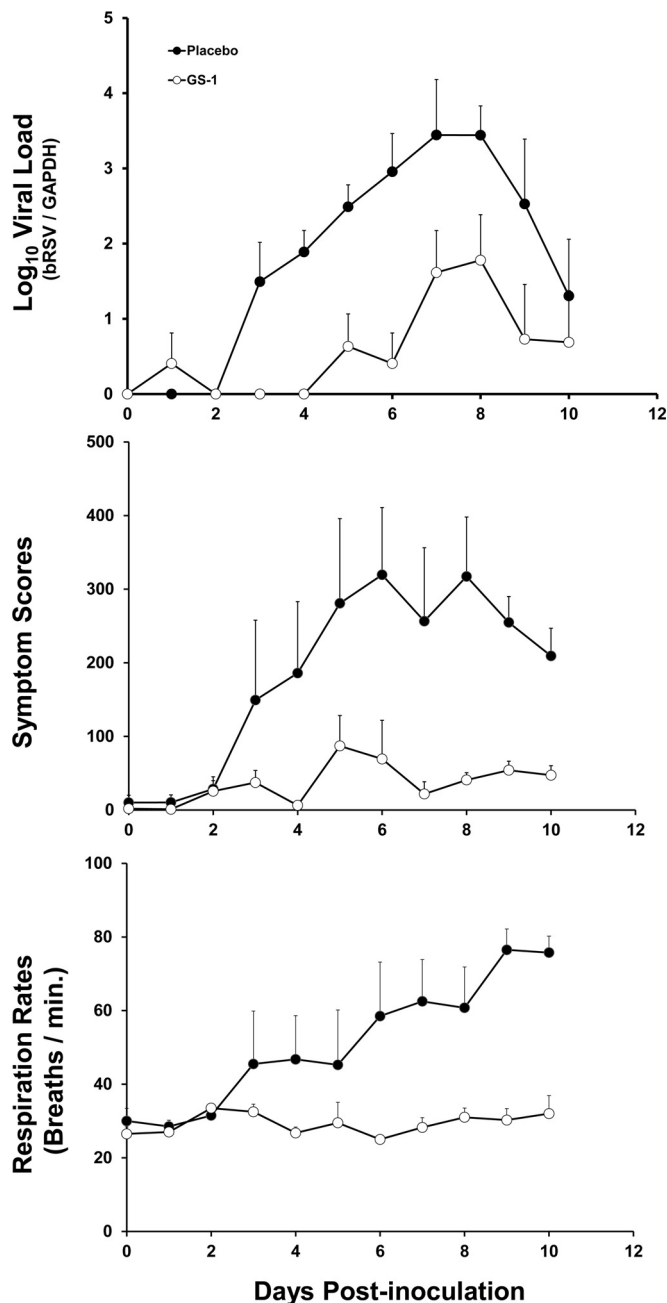 5
Placebo
GS-1
4
3
2
1
0
Log10 Viral Load
(bRSV / GAPDH)
0 2 4 6 8 10 12
500
400
300
200
100
0
Symptom Scores
0 2 4 6 8 10 12
100
80
60
40
20
0
Respiration Rates
(Breaths / min.)
0 2 4 6 8 10 12
Days Post-inoculation